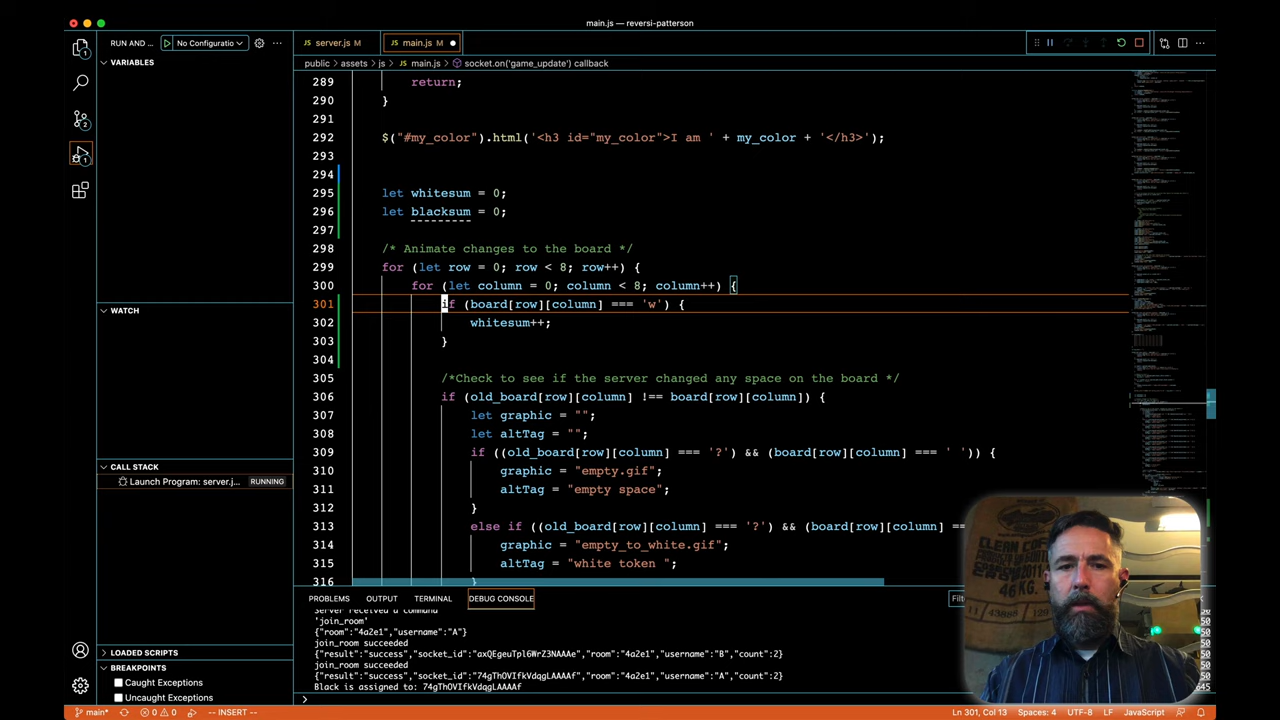 main.js — reversi-patterson
RUN AND ... No Configuratio
server.js M
main.js M
public > assets > js > main.js > socket.on('game_update') callback
VARIABLES
WATCH
CALL STACK
Launch Program: server.j... RUNNING
LOADED SCRIPTS
BREAKPOINTS
Caught Exceptions
Uncaught Exceptions
289 return;
290 }
291
292 $("#my_color").html('<h3 id="my_color">I am ' + my_color + '</h3>');
293
294
295 let whitesum = 0;
296 let blacksum = 0;
297
298 /* Animate changes to the board */
299 for (let row = 0; row < 8; row++) {
300 for (let column = 0; column < 8; column++) {
301 if (board[row][column] === 'w') {
302 whitesum++;
303 }
304
305 *Check to see if the server changed any space on the board */
306 old_board[row][column] !== board[row][column]) {
307 let graphic = "";
308 let altTag = "";
309 if ((old_board[row][column] === '?') && (board[row][column] === ' ')) {
310 graphic = "empty.gif";
311 altTag = "empty space";
312 }
313 else if ((old_board[row][column] === '?') && (board[row][column] ==
314 graphic = "empty_to_white.gif";
315 altTag = "white token ";
316 }
PROBLEMS OUTPUT TERMINAL DEBUG CONSOLE
Server received a command
'join_room'
{"room":"4a2e1","username":"A"}
join_room succeeded
{"result":"success","socket_id":"axQEgeuTpl6WrZ3NAAAe","room":"4a2e1","username":"B","count":2}
join_room succeeded
{"result":"success","socket_id":"74gThOVIfkVdqgLAAAAf","room":"4a2e1","username":"A","count":2}
Black is assigned to: 74gThOVIfkVdqgLAAAAf
CLEAN COF
46KG.
main* 0 0 -- INSERT -- Ln 301, Col 13 Spaces: 4 UTF-8 LF JavaScript